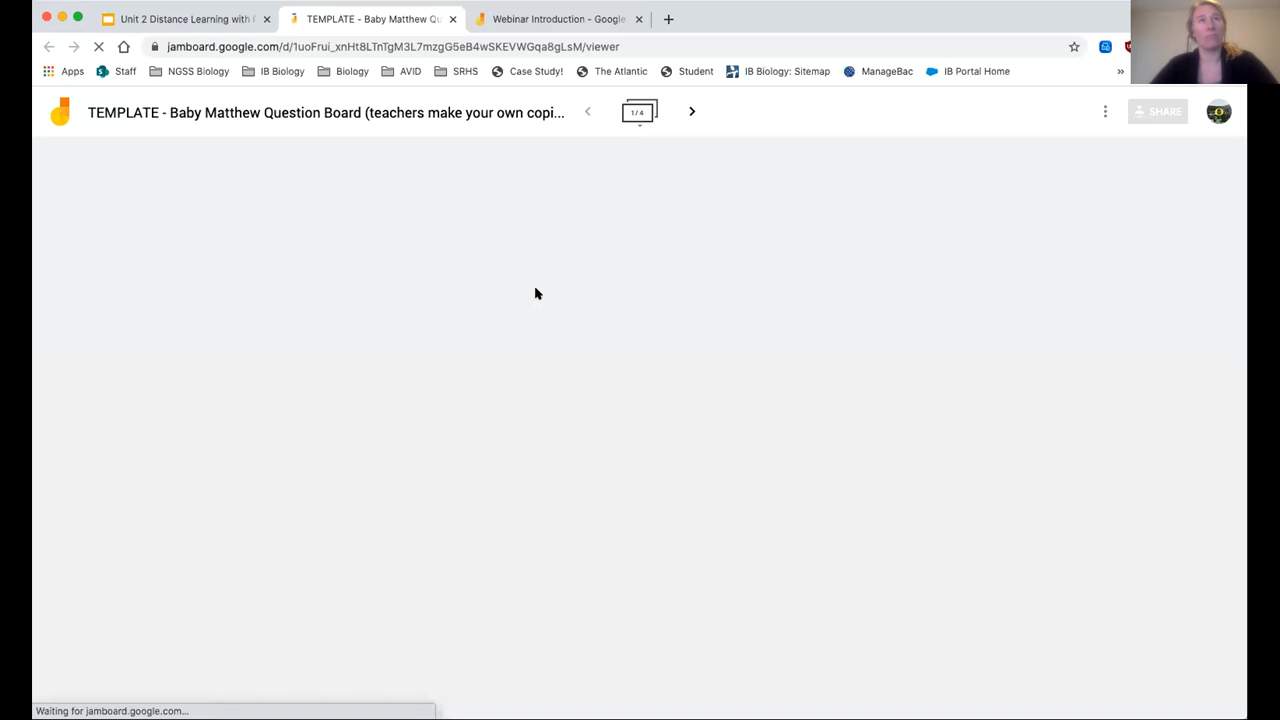 Unit 2 Distance Learning with
TEMPLATE - Baby Matthew Qu
Webinar Introduction - Google
jamboard.google.com/d/1uoFrui_xnHt8LTnTgM3L7mzgG5eB4wSKEVWGqa8gLsM/viewer
Apps Staff NGSS Biology IB Biology Biology AVID SRHS Case Study! The Atlantic Student IB Biology: Sitemap ManageBac IB Portal Home »
TEMPLATE - Baby Matthew Question Board (teachers make your own copi...
1/4
SHARE
Waiting for jamboard.google.com...